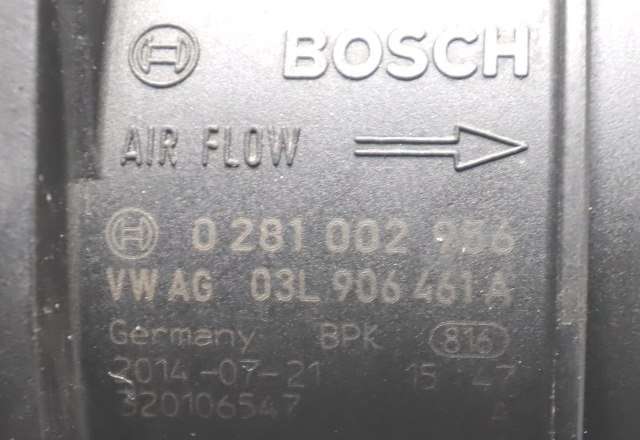 BOSCH
AIR FLOW
0 281 002 956
VW AG 03L 906 461 A
Germany BPK 816
2014-07-21 15:47
320106547 A